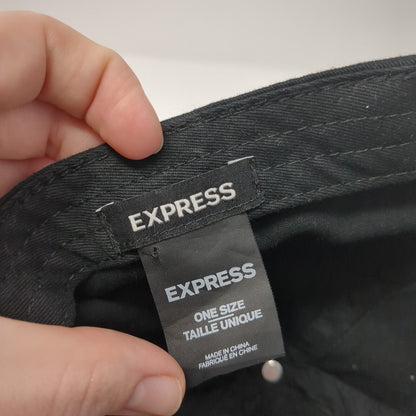 EXPRESS
EXPRESS
ONE SIZE
TAILLE UNIQUE
MADE IN CHINA
FABRIQUÉ EN CHINE